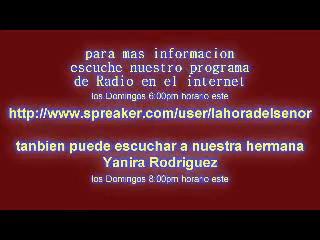 para mas informacion
escuche nuestro programa
de Radio en el internet
los Domingos 6:00pm horario este
http://www.spreaker.com/user/lahoradelsenor
tanbien puede escuchar a nuestra hermana
Yanira Rodriguez
los Domingos 8:00pm horario este